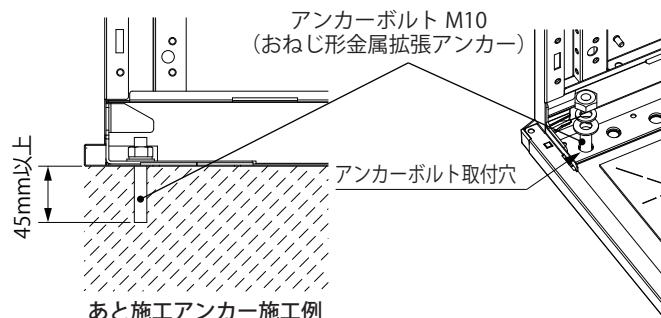 アンカーボルト M10
（おねじ形金属拡張アンカー）
45mm以上
アンカーボルト取付穴
あと施工アンカー施工例